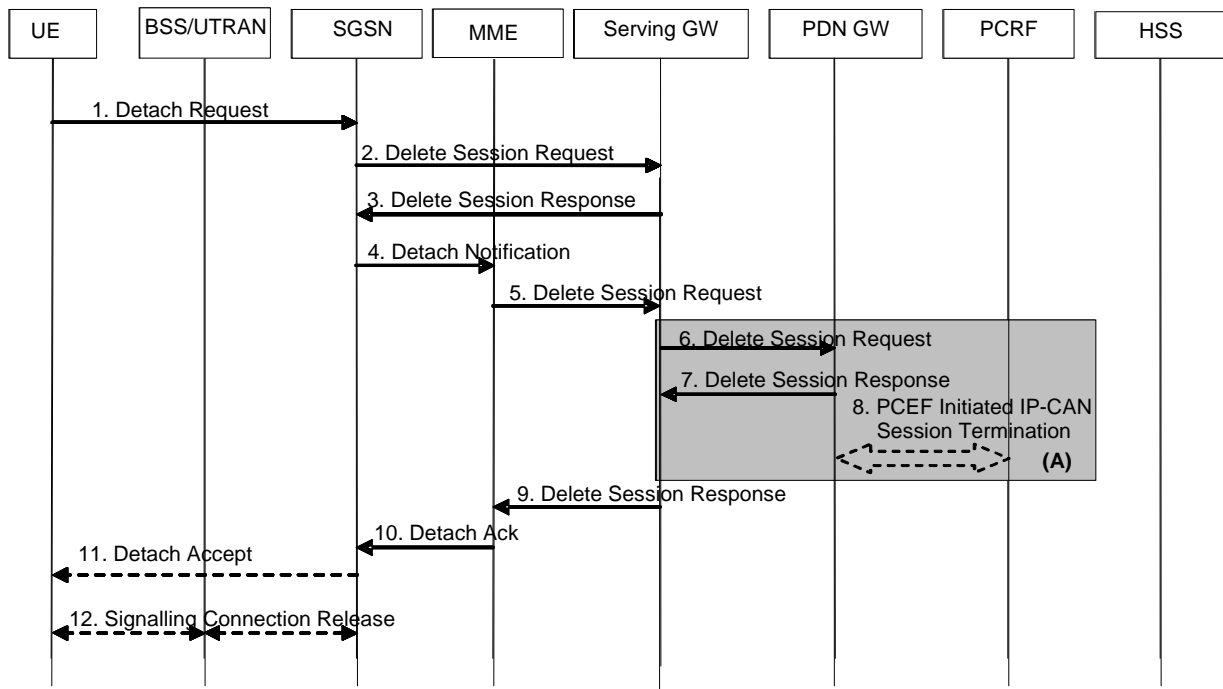 UE
BSS/UTRAN
SGSN
MME
Serving GW
PDN GW
PCRF
HSS
1. Detach Request
2. Delete Session Request
3. Delete Session Response
4. Detach Notification
5. Delete Session Request
6. Delete Session Request
7. Delete Session Response
8. PCEF Initiated IP-CAN
Session Termination
(A)
9. Delete Session Response
10. Detach Ack
11. Detach Accept
12. Signalling Connection Release